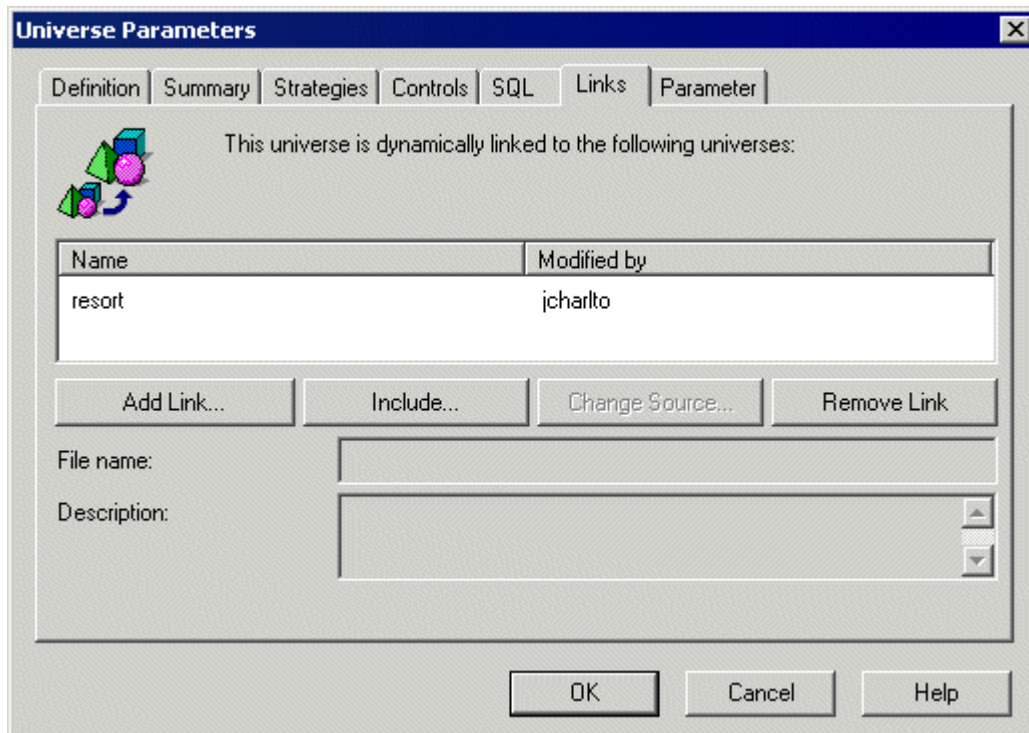 Universe Parameters
Definition Summary Strategies Controls SQL Links Parameter
This universe is dynamically linked to the following universes:
Name Modified by
resort jcharlto
Add Link... Include... Change Source... Remove Link
File name:
Description:
OK Cancel Help